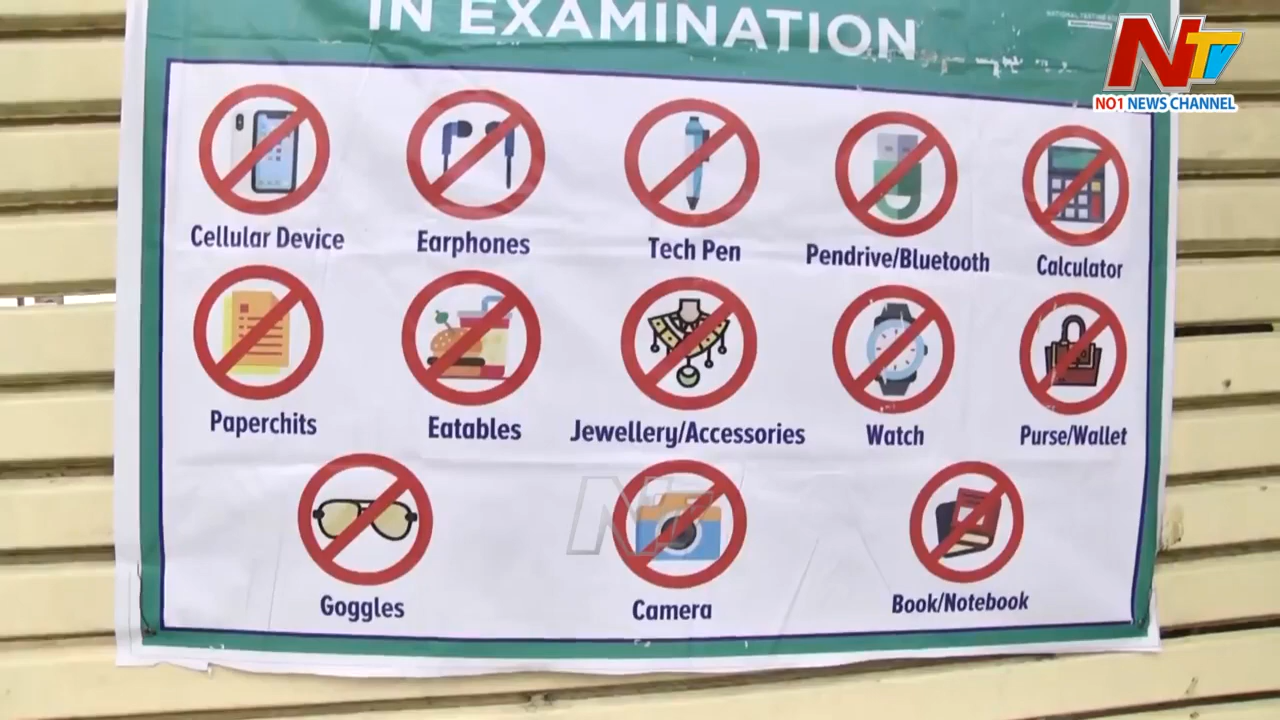 IN EXAMINATION
NTV
NO1 NEWS CHANNEL
Cellular Device
Earphones
Tech Pen
Pendrive/Bluetooth
Calculator
Paperchits
Eatables
Jewellery/Accessories
Watch
Purse/Wallet
Goggles
Camera
Book/Notebook